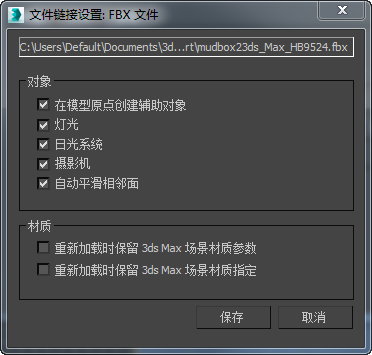 文件链接设置: FBX 文件
C:\Users\Default\Documents\3d...rt\mudbox23ds_Max_HB9524.fbx
对象
在模型原点创建辅助对象
灯光
日光系统
摄影机
自动平滑相邻面
材质
重新加载时保留 3ds Max 场景材质参数
重新加载时保留 3ds Max 场景材质指定
保存 取消